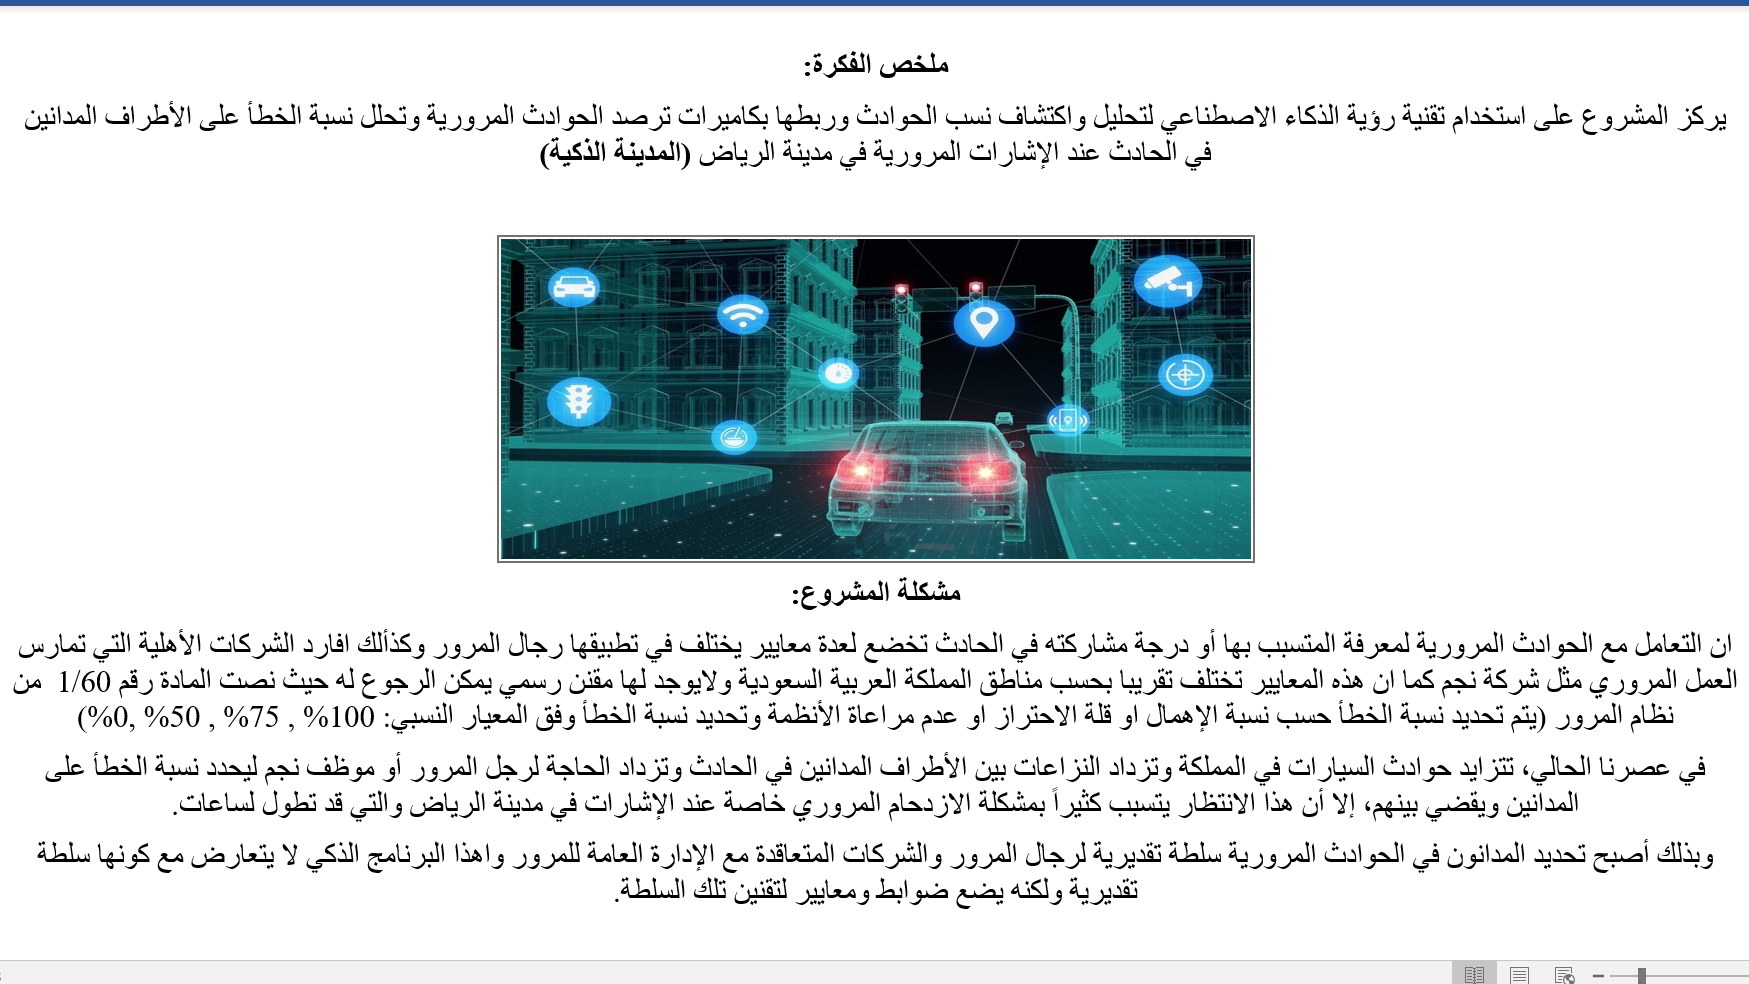 ملخص الفكرة:
يركز المشروع على استخدام تقنية رؤية الذكاء الاصطناعي لتحليل واكتشاف نسب الحوادث وربطها بكاميرات ترصد الحوادث المرورية وتحلل نسبة الخطأ على الأطراف المدانين
في الحادث عند الإشارات المرورية في مدينة الرياض (المدينة الذكية)
مشكلة المشروع:
ان التعامل مع الحوادث المرورية لمعرفة المتسبب بها أو درجة مشاركته في الحادث تخضع لعدة معايير يختلف في تطبيقها رجال المرور وكذألك افارد الشركات الأهلية التي تمارس
العمل المروري مثل شركة نجم كما ان هذه المعايير تختلف تقريبا بحسب مناطق المملكة العربية السعودية ولايوجد لها مقنن رسمي يمكن الرجوع له حيث نصت المادة رقم 1/60 من
نظام المرور (يتم تحديد نسبة الخطأ حسب نسبة الإهمال او قلة الاحتراز او عدم مراعاة الأنظمة وتحديد نسبة الخطأ وفق المعيار النسبي: 100% , 75% , 50% ,0%)
في عصرنا الحالي، تتزايد حوادث السيارات في المملكة وتزداد النزاعات بين الأطراف المدانين في الحادث وتزداد الحاجة لرجل المرور أو موظف نجم ليحدد نسبة الخطأ على
المدانين ويقضي بينهم، إلا أن هذا الانتظار يتسبب كثيراً بمشكلة الازدحام المروري خاصة عند الإشارات في مدينة الرياض والتي قد تطول لساعات.
وبذلك أصبح تحديد المدانون في الحوادث المرورية سلطة تقديرية لرجال المرور والشركات المتعاقدة مع الإدارة العامة للمرور واهذا البرنامج الذكي لا يتعارض مع كونها سلطة
تقديرية ولكنه يضع ضوابط ومعايير لتقنين تلك السلطة.